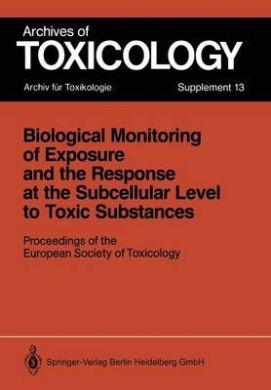 Archives of
TOXICOLOGY
Archiv für Toxikologie Supplement 13
Biological Monitoring
of Exposure
and the Response
at the Subcellular Level
to Toxic Substances
Proceedings of the
European Society of Toxicology
Springer-Verlag Berlin Heidelberg GmbH